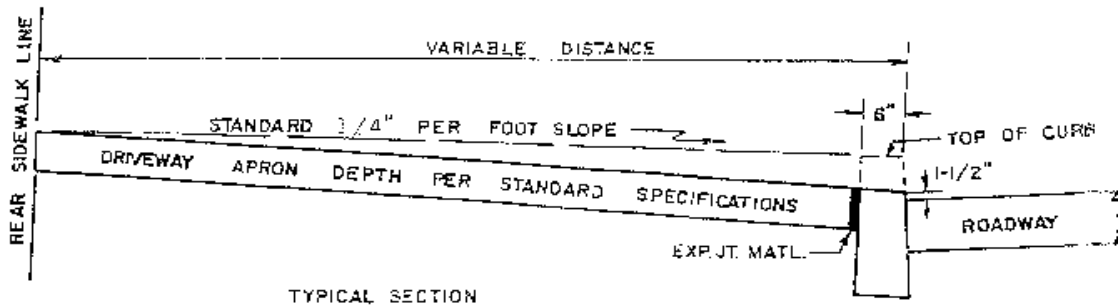 REAR SIDEWALK LINE
VARIABLE DISTANCE
6"
STANDARD 1/4" PER FOOT SLOPE
TOP OF CURB
DRIVEWAY APRON DEPTH PER STANDARD SPECIFICATIONS
1-1/2"
ROADWAY
EXP. JT. MATL.
TYPICAL SECTION